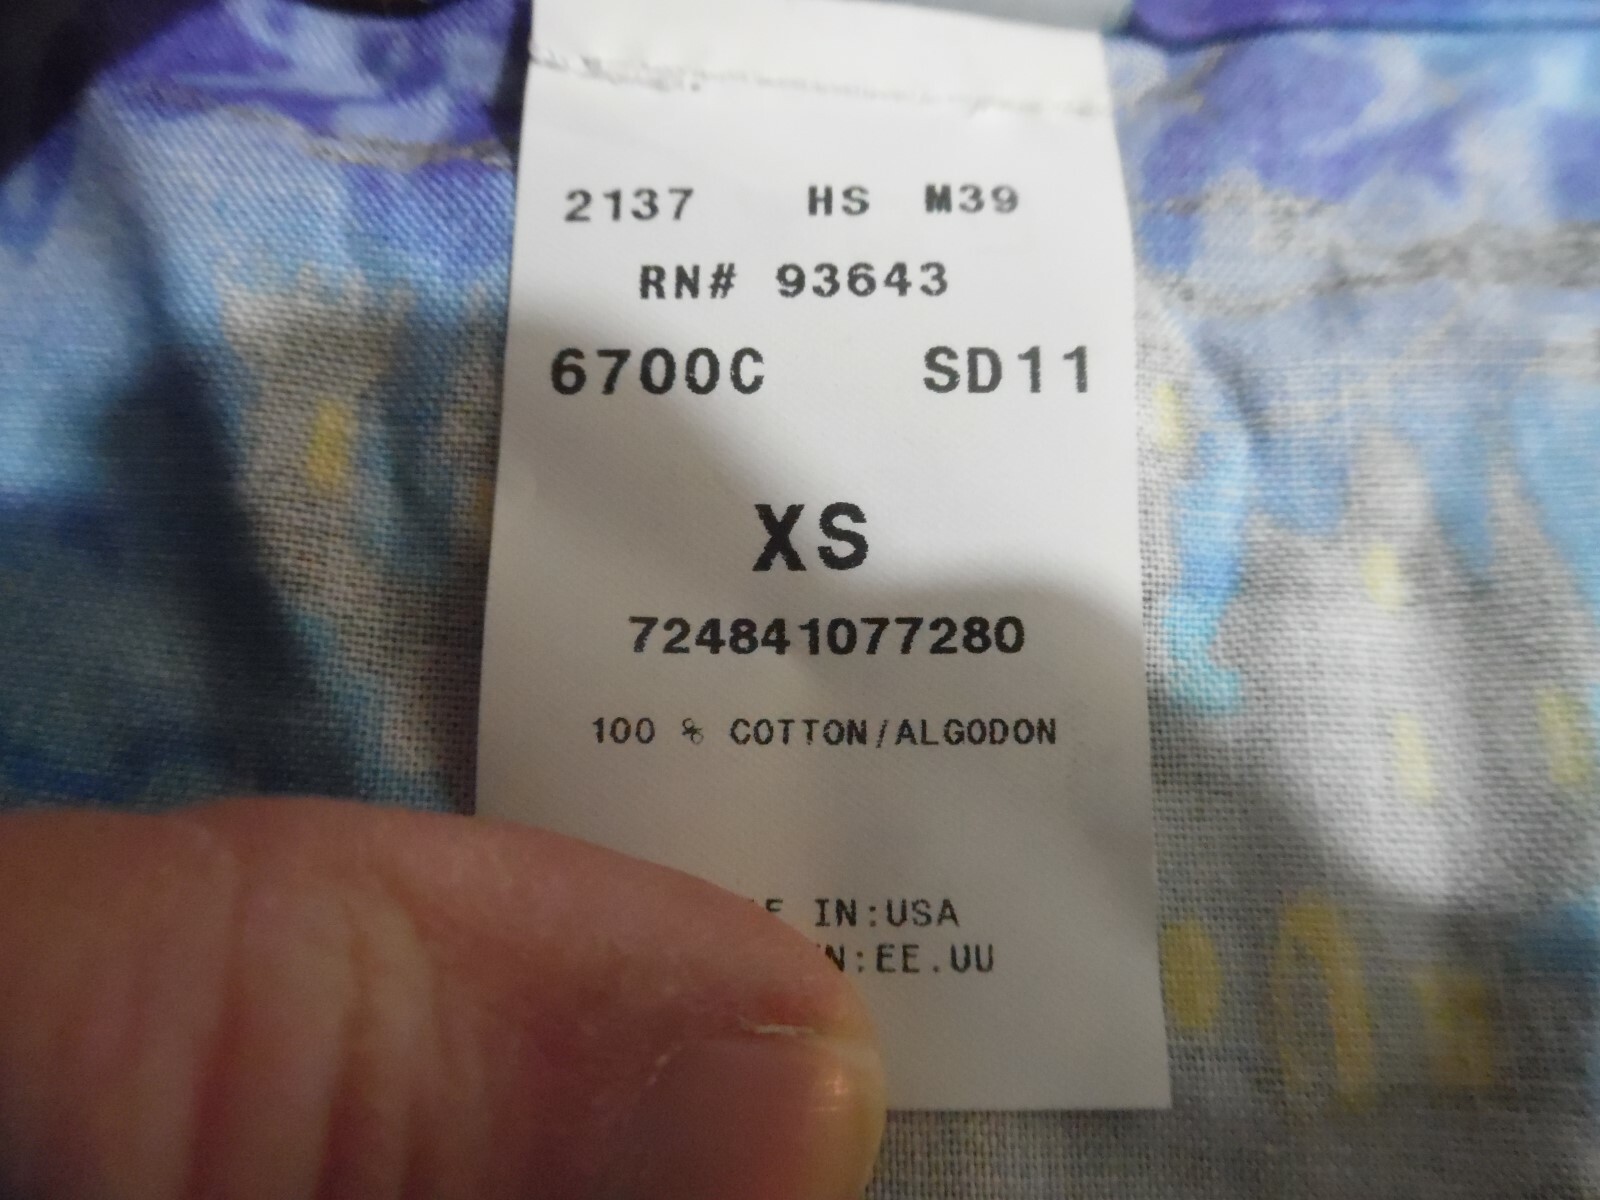 2137 HS M39
RN# 93643
6700C SD11
XS
724841077280
100 % COTTON/ALGODON
IN:USA
EE.UU